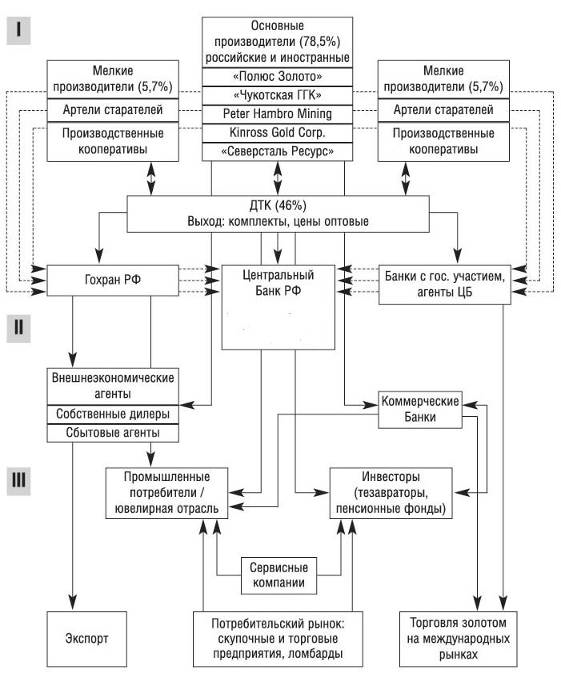 I
Основные
производители (78,5%)
российские и иностранные
«Полюс Золото»
«Чукотская ГГК»
Peter Hambro Mining
Kinross Gold Corp.
«Северсталь Ресурс»
Мелкие
производители (5,7%)
Артели старателей
Производственные
кооперативы
Мелкие
производители (5,7%)
Артели старателей
Производственные
кооперативы
ДТК (46%)
Выход: комплекты, цены оптовые
Гохран РФ
Центральный
Банк РФ
Банки с гос. участием,
агенты ЦБ
II
Внешнеэкономические
агенты
Собственные дилеры
Сбытовые агенты
Коммерческие
Банки
III
Промышленные
потребители /
ювелирная отрасль
Инвесторы
(тезавраторы,
пенсионные фонды)
Сервисные
компании
Экспорт
Потребительский рынок:
скупочные и торговые
предприятия, ломбарды
Торговля золотом
на международных
рынках